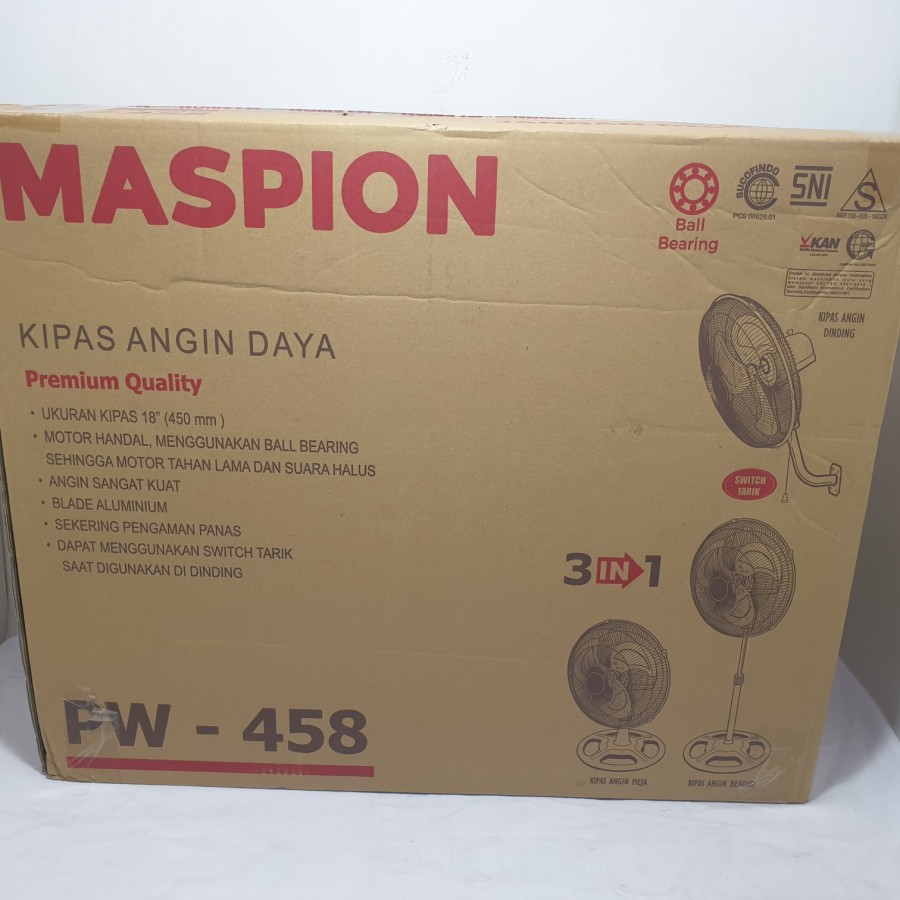 MASPION
Ball
Bearing
SUCOFINDO
PCS 00029.01
SNI
S
KAN
KIPAS ANGIN
DINDING
KIPAS ANGIN DAYA
Premium Quality
• UKURAN KIPAS 18" (450 mm )
• MOTOR HANDAL, MENGGUNAKAN BALL BEARING
SEHINGGA MOTOR TAHAN LAMA DAN SUARA HALUS
• ANGIN SANGAT KUAT
• BLADE ALUMINIUM
• SEKERING PENGAMAN PANAS
• DAPAT MENGGUNAKAN SWITCH TARIK
SAAT DIGUNAKAN DI DINDING
SWITCH
TARIK
3 IN 1
PW - 458
KIPAS ANGIN MEJA
KIPAS ANGIN